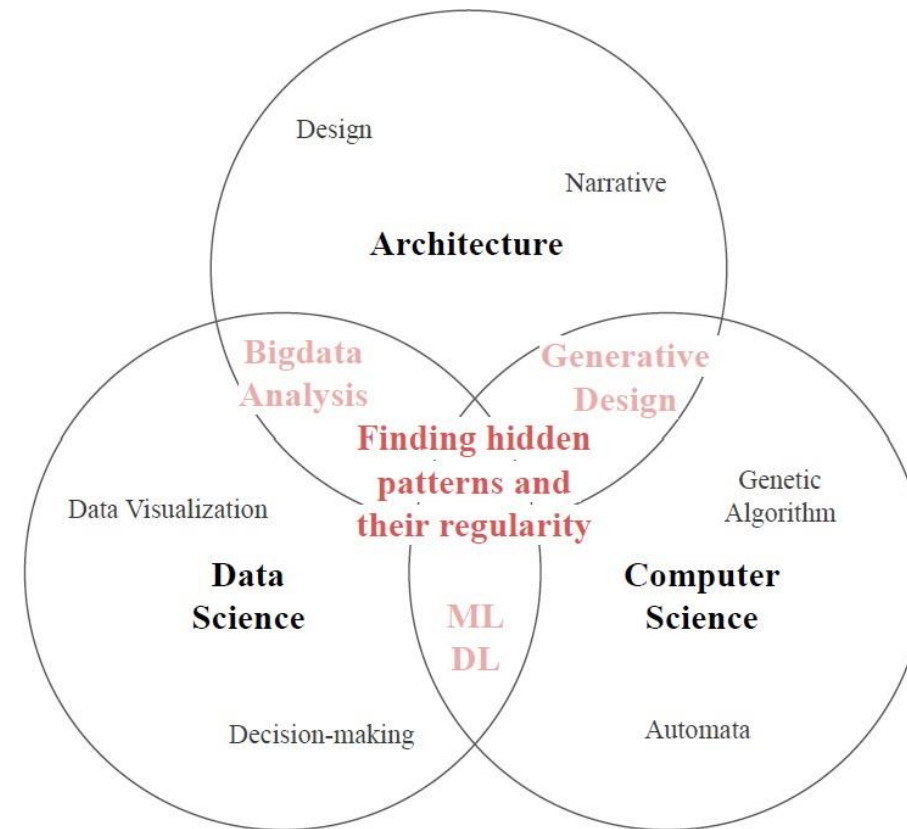 Design
Narrative
Architecture
Bigdata
Analysis
Generative
Design
Finding hidden
patterns and
their regularity
Data Visualization
Genetic
Algorithm
Data
Science
Computer
Science
ML
DL
Decision-making
Automata